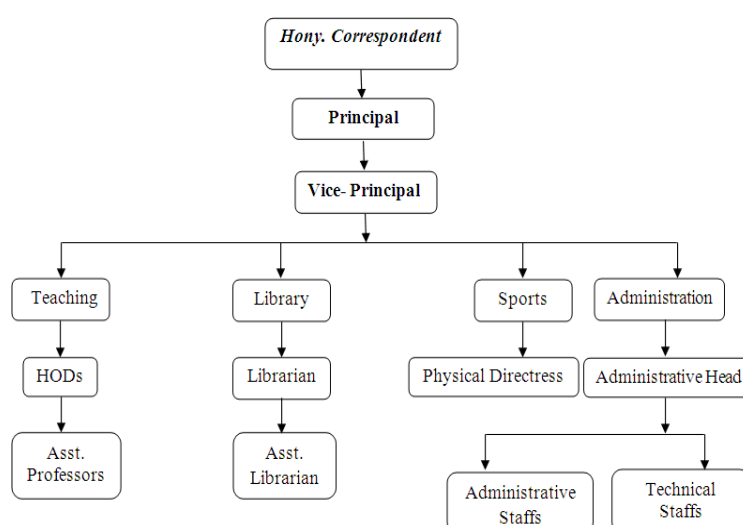 Hony. Correspondent
Principal
Vice- Principal
Teaching
Library
Sports
Administration
HODs
Librarian
Physical Directress
Administrative Head
Asst.
Professors
Asst.
Librarian
Administrative
Staffs
Technical
Staffs